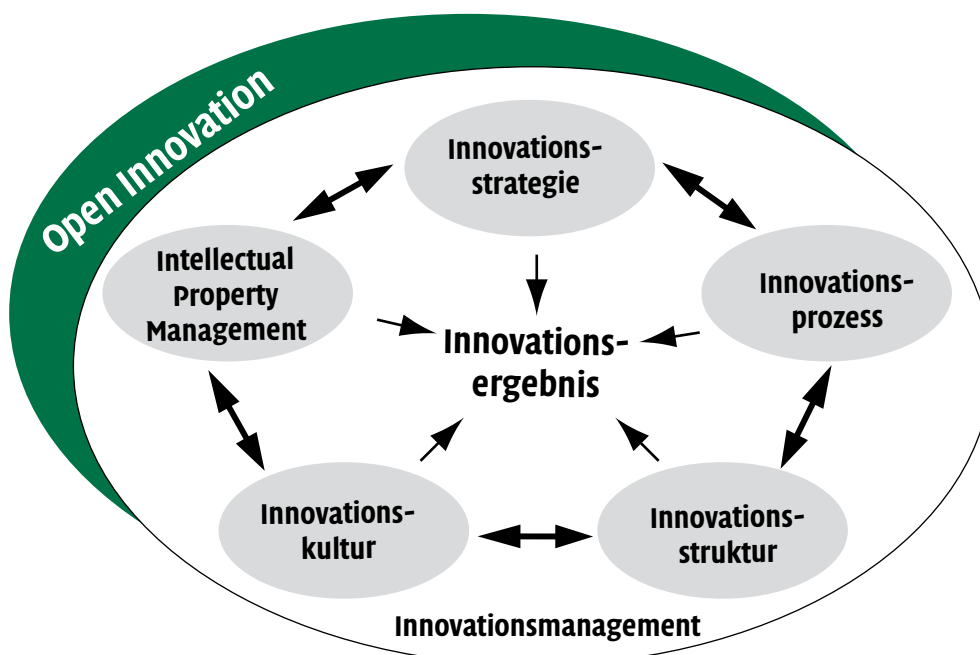 Open Innovation
Innovations-
strategie
Intellectual
Property
Management
Innovations-
prozess
Innovations-
ergebnis
Innovations-
kultur
Innovations-
struktur
Innovationsmanagement